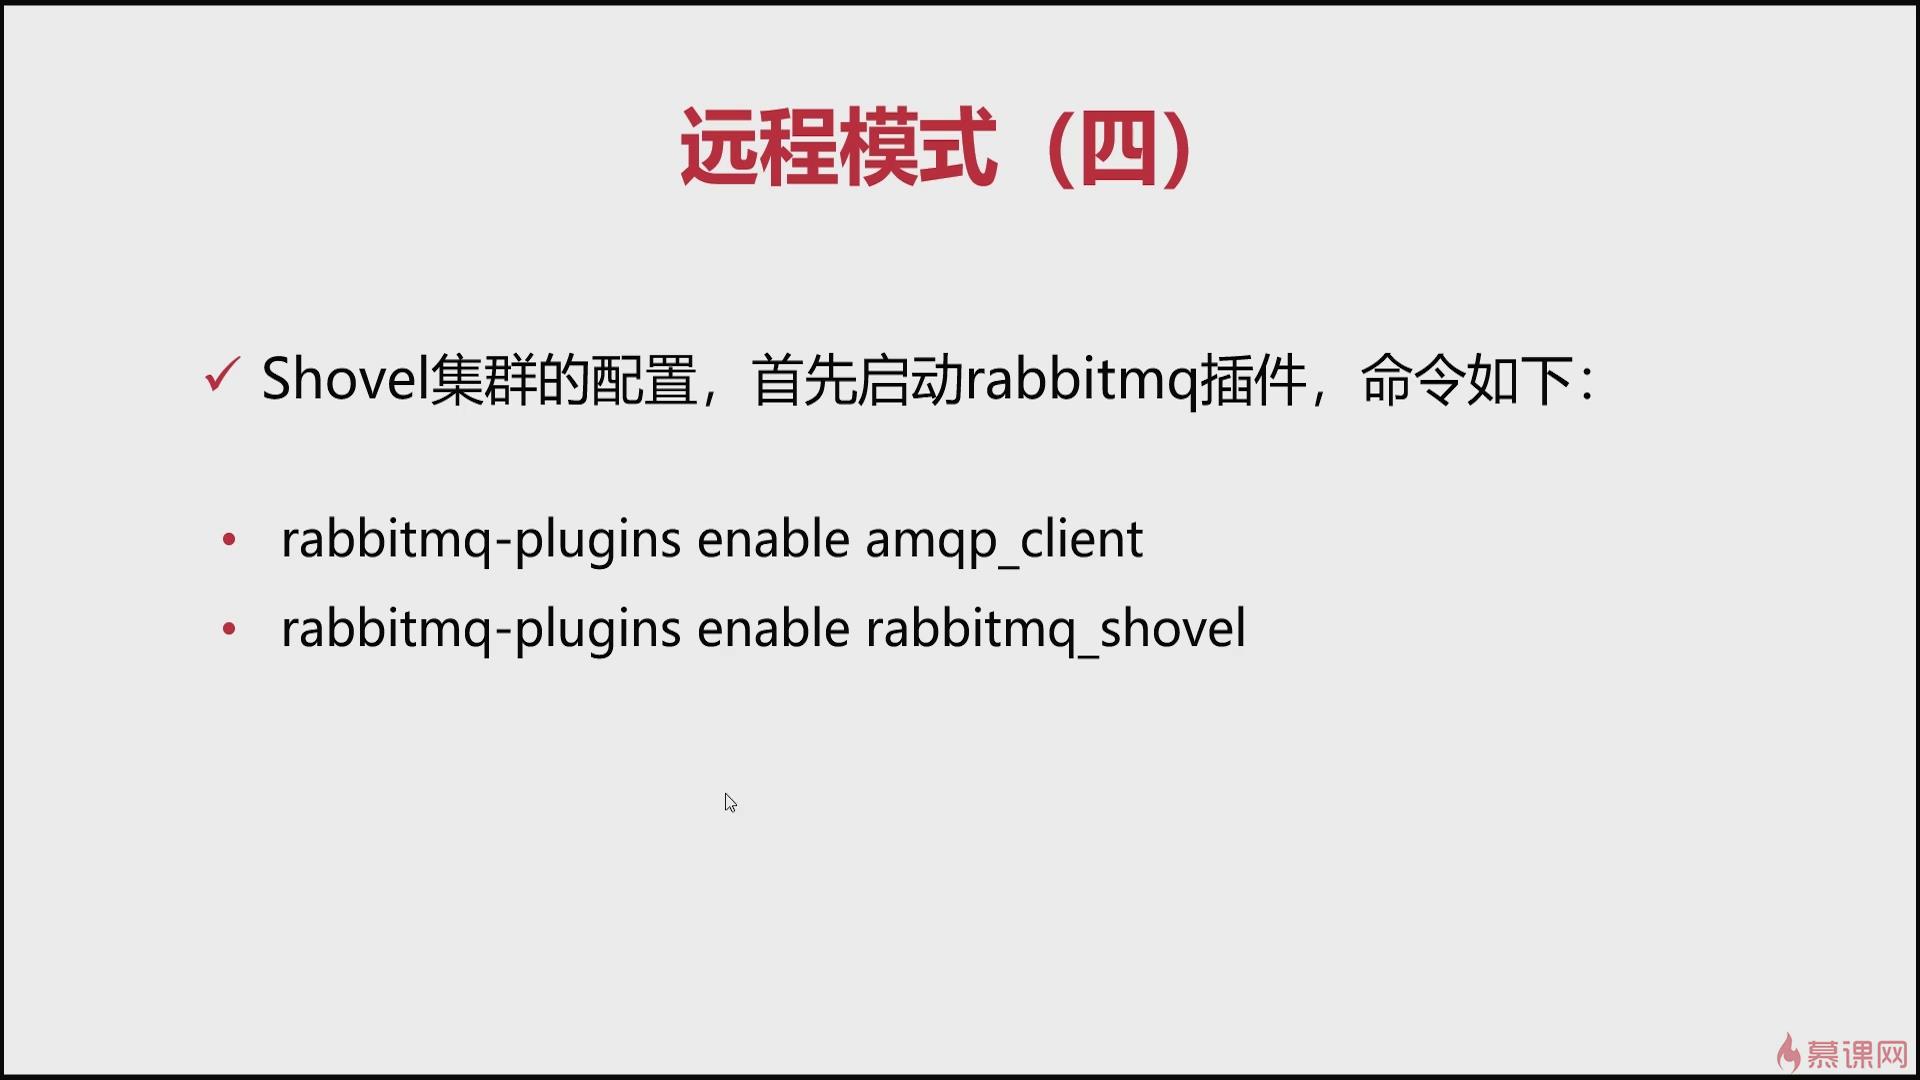 远程模式（四）
Shovel集群的配置，首先启动rabbitmq插件，命令如下：
rabbitmq-plugins enable amqp_client
rabbitmq-plugins enable rabbitmq_shovel
慕课网